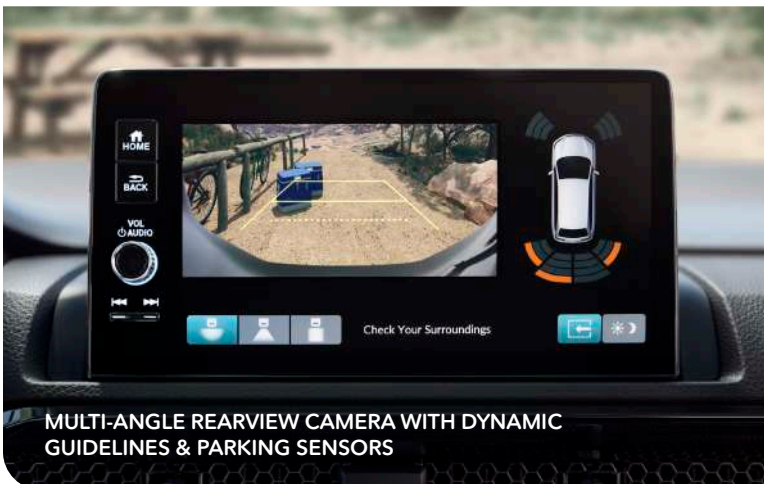 HOME
BACK
VOL
AUDIO
Check Your Surroundings
MULTI-ANGLE REARVIEW CAMERA WITH DYNAMIC
GUIDELINES & PARKING SENSORS